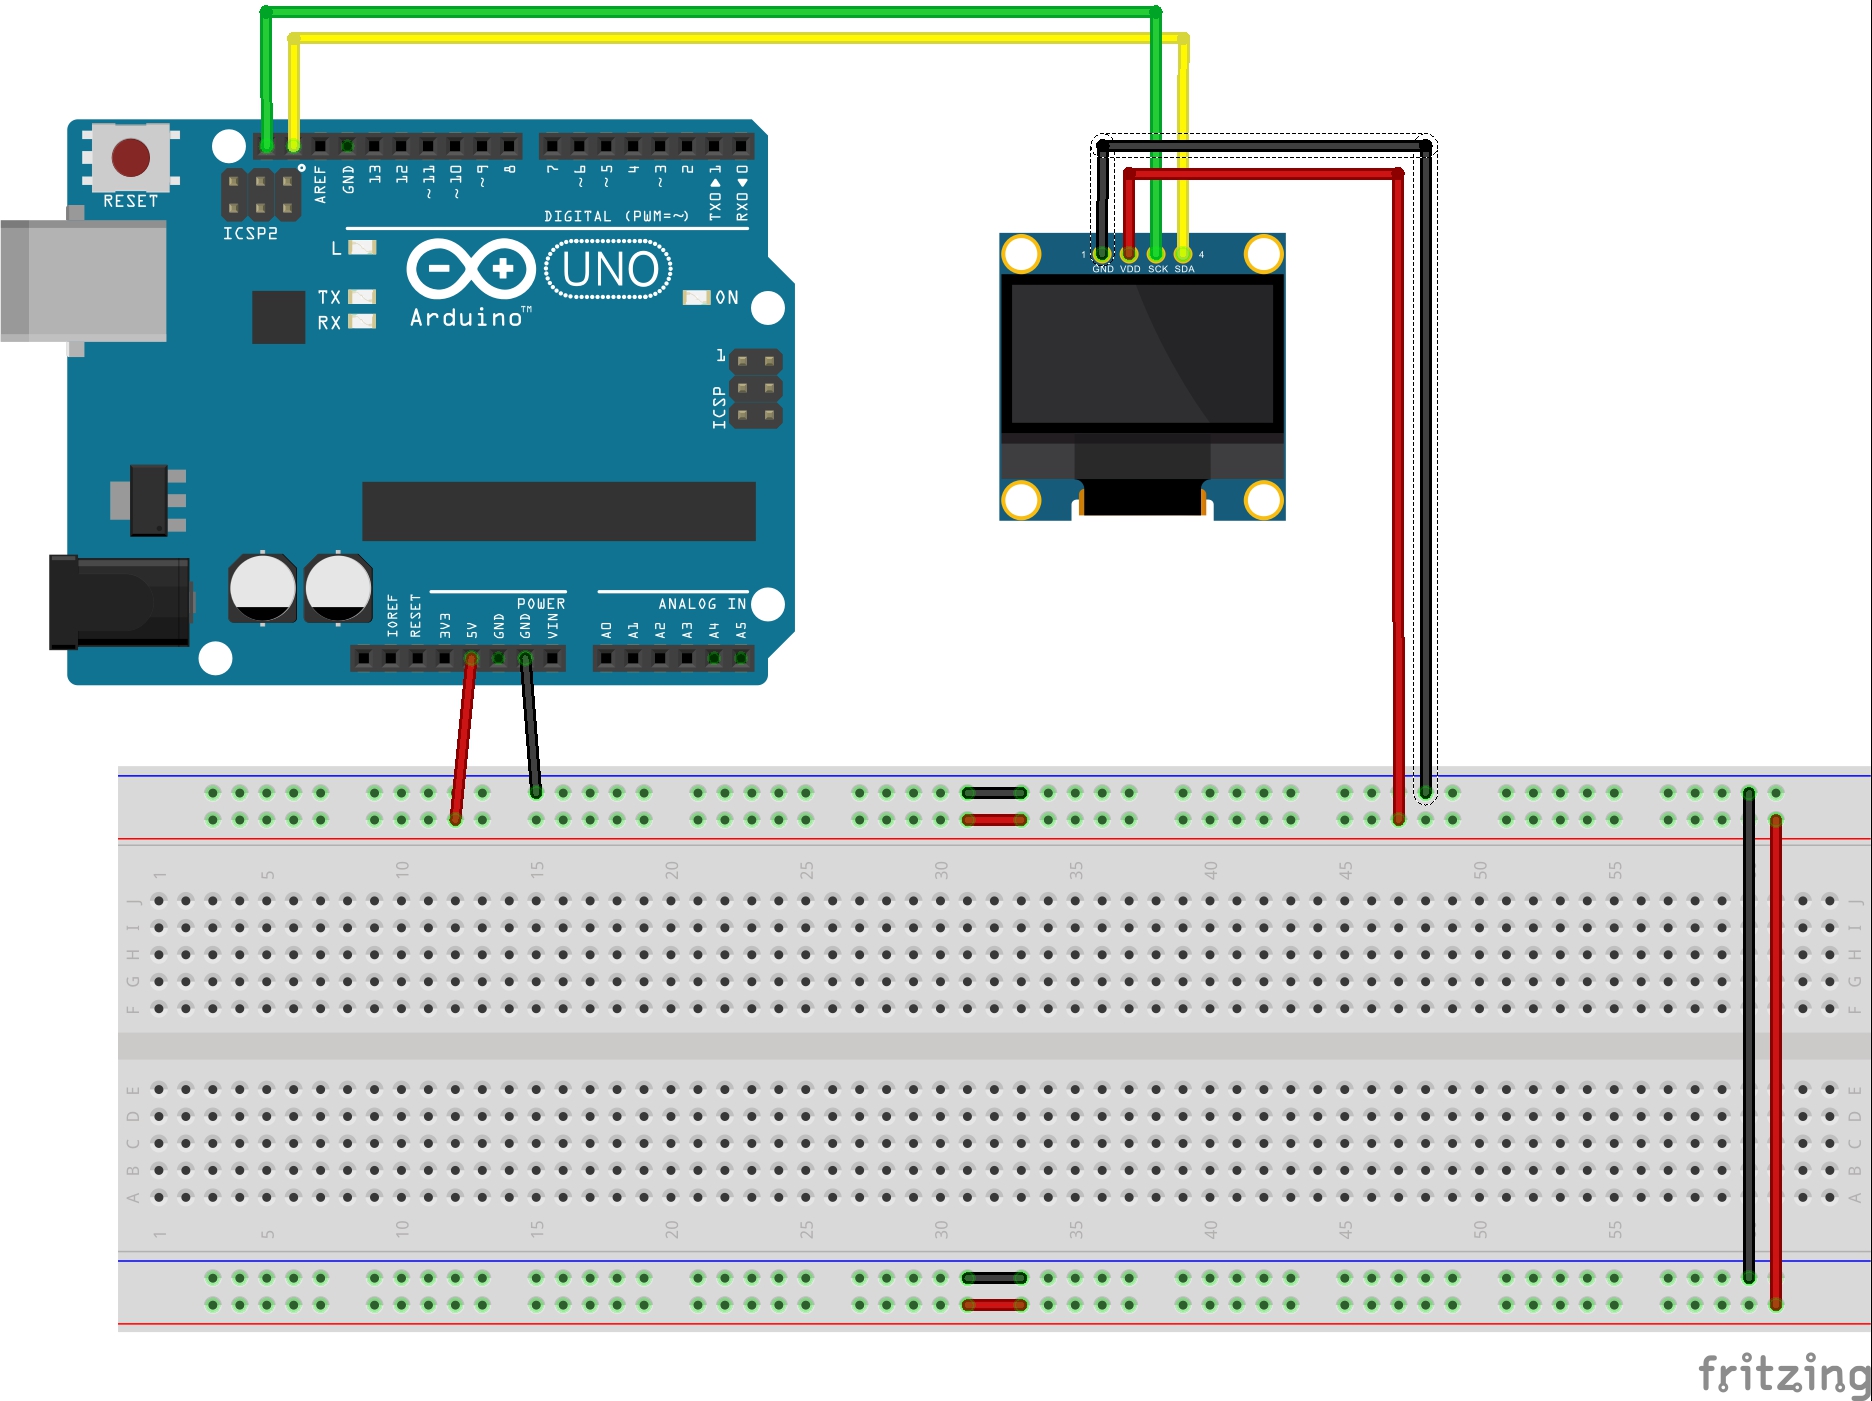 RESET
ICSP2
AREF
GND
13
12
~11
~10
~9
8
7
~6
~5
4
~3
2
TX0▶1
RX0◀0
DIGITAL (PWM=~)
L
TX
RX
UNO
Arduino™
ON
1
ICSP
1
GND VDD SCK SDA
4
IOREF
RESET
3V3
5V
GND
GND
VIN
POWER
ANALOG IN
A0
A1
A2
A3
A4
A5
1 5 10 15 20 25 30 35 40 45 50 55
J J
I I
H H
G G
F F
E E
D D
C C
B B
A A
1 5 10 15 20 25 30 35 40 45 50 55
fritzing